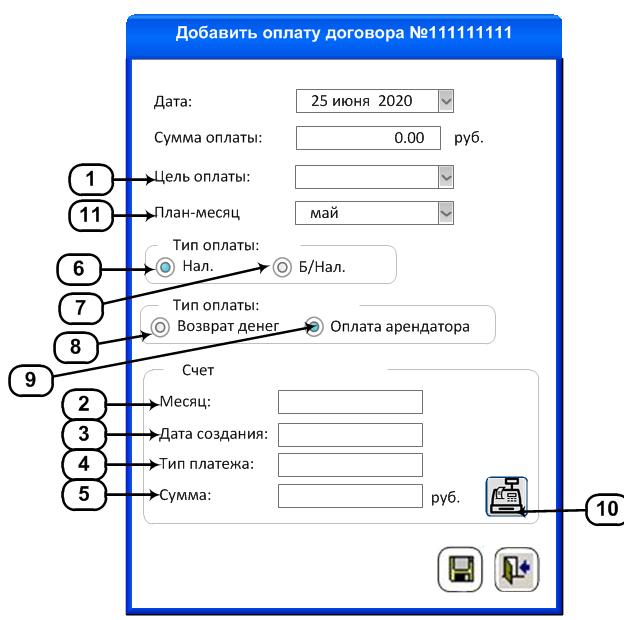 Добавить оплату договора №111111111
Дата: 25 июня 2020
Сумма оплаты: 0.00 руб.
1 Цель оплаты:
11 План-месяц май
Тип оплаты:
6 Нал. Б/Нал.
7
Тип оплаты:
8 Возврат денег Оплата арендатора
9
Счет
2 Месяц:
3 Дата создания:
4 Тип платежа:
5 Сумма: руб.
10